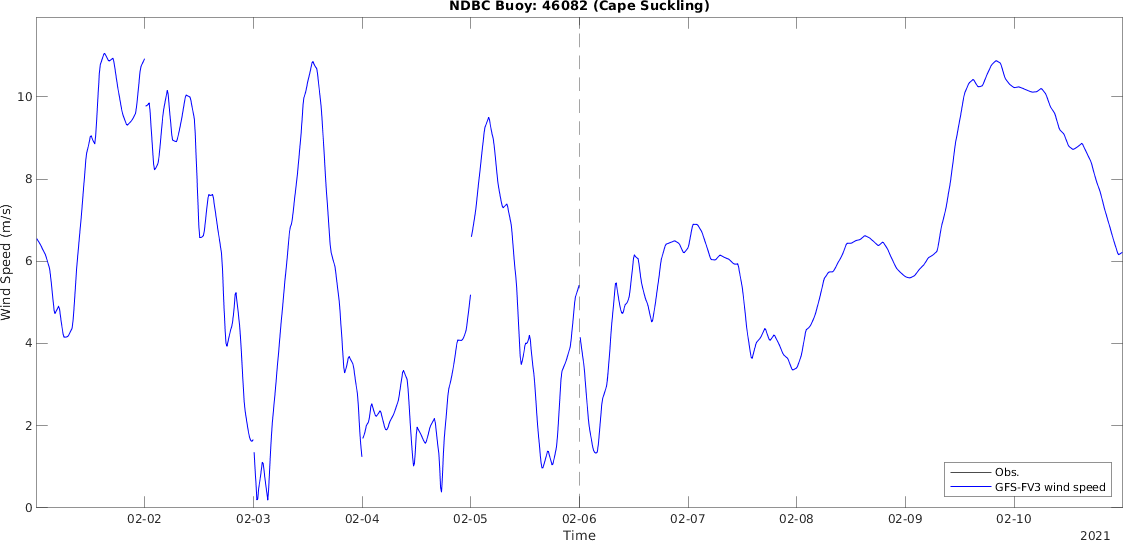 NDBC Buoy: 46082 (Cape Suckling)
Wind Speed (m/s)
10
8
6
4
2
0
Obs.
GFS-FV3 wind speed
02-02 02-03 02-04 02-05 02-06 02-07 02-08 02-09 02-10
Time
2021